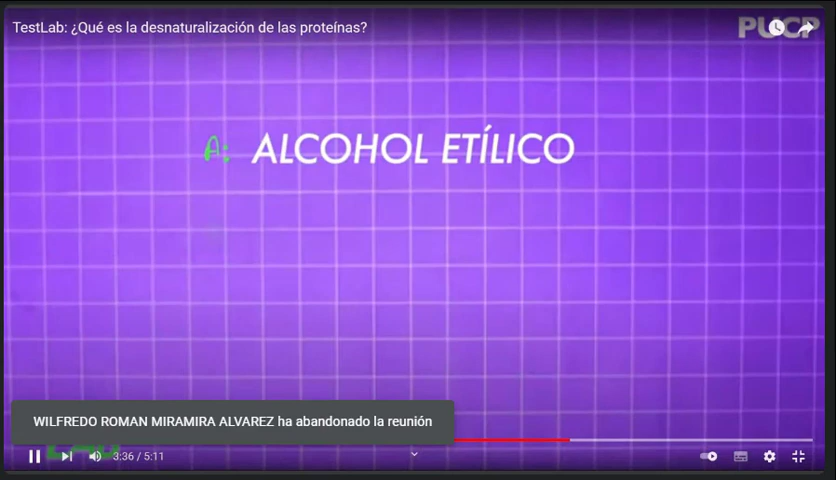 TestLab: ¿Qué es la desnaturalización de las proteínas?
PUCP
A: ALCOHOL ETÍLICO
WILFREDO ROMAN MIRAMIRA ALVAREZ ha abandonado la reunión
3:36 / 5:11